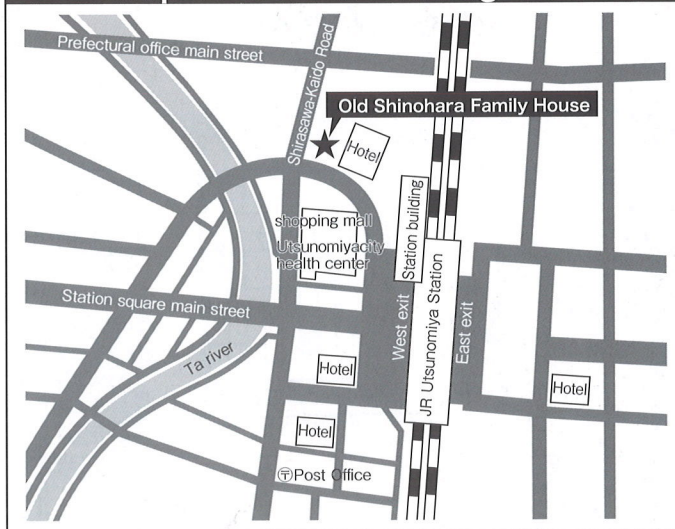 Prefectural office main street
Shirasawa-Kaido Road
Old Shinohara Family House
Hotel
shopping mall
Utsunomiyacity
health center
Station building
Station square main street
West exit
JR Utsunomiya Station
East exit
Ta river
Hotel
Hotel
Hotel
〒Post Office